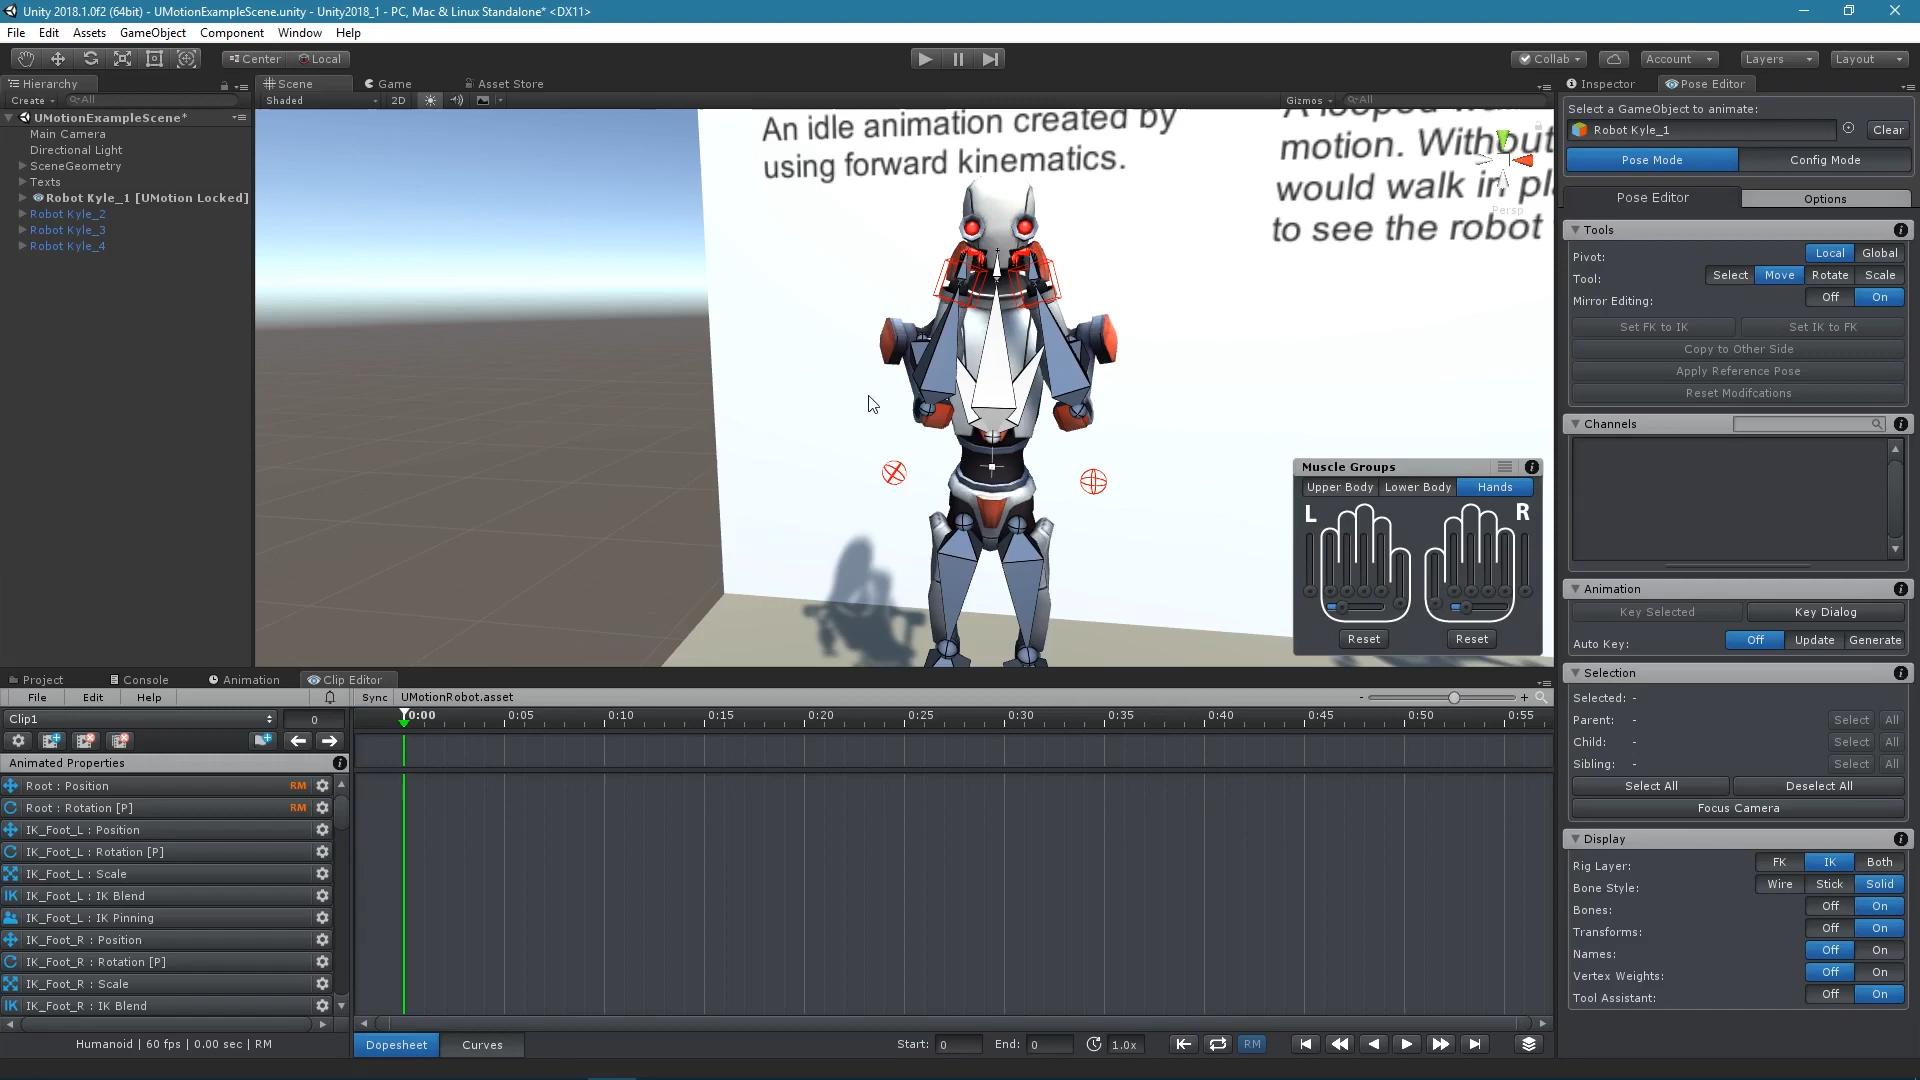 Unity 2018.1.0f2 (64bit) - UMotionExampleScene.unity - Unity2018_1 - PC, Mac & Linux Standalone* <DX11>
File Edit Assets GameObject Component Window Help
Center Local
Collab Account Layers Layout
Hierarchy
Create All
UMotionExampleScene*
Main Camera
Directional Light
SceneGeometry
Texts
Robot Kyle_1 [UMotion Locked]
Robot Kyle_2
Robot Kyle_3
Robot Kyle_4
Scene Game Asset Store
Shaded 2D Gizmos All
An idle animation created by
using forward kinematics.
motion. Without
would walk in pl
to see the robot
Persp
Muscle Groups
Upper Body Lower Body Hands
L R
Reset Reset
Inspector Pose Editor
Select a GameObject to animate:
Robot Kyle_1 Clear
Pose Mode Config Mode
Pose Editor Options
Tools
Pivot: Local Global
Tool: Select Move Rotate Scale
Mirror Editing: Off On
Set FK to IK Set IK to FK
Copy to Other Side
Apply Reference Pose
Reset Modifcations
Channels
Animation
Key Selected Key Dialog
Auto Key: Off Update Generate
Selection
Selected: -
Parent: - Select All
Child: - Select All
Sibling: - Select All
Select All Deselect All
Focus Camera
Display
Rig Layer: FK IK Both
Bone Style: Wire Stick Solid
Bones: Off On
Transforms: Off On
Names: Off On
Vertex Weights: Off On
Tool Assistant: Off On
Project Console Animation Clip Editor
File Edit Help Sync UMotionRobot.asset - +
Clip1 0
0:00 0:05 0:10 0:15 0:20 0:25 0:30 0:35 0:40 0:45 0:50 0:55
Animated Properties
Root : Position RM
Root : Rotation [P] RM
IK_Foot_L : Position
IK_Foot_L : Rotation [P]
IK_Foot_L : Scale
IK IK_Foot_L : IK Blend
IK_Foot_L : IK Pinning
IK_Foot_R : Position
IK_Foot_R : Rotation [P]
IK_Foot_R : Scale
IK IK_Foot_R : IK Blend
Humanoid | 60 fps | 0.00 sec | RM
Dopesheet Curves
Start: 0 End: 0 1.0x RM